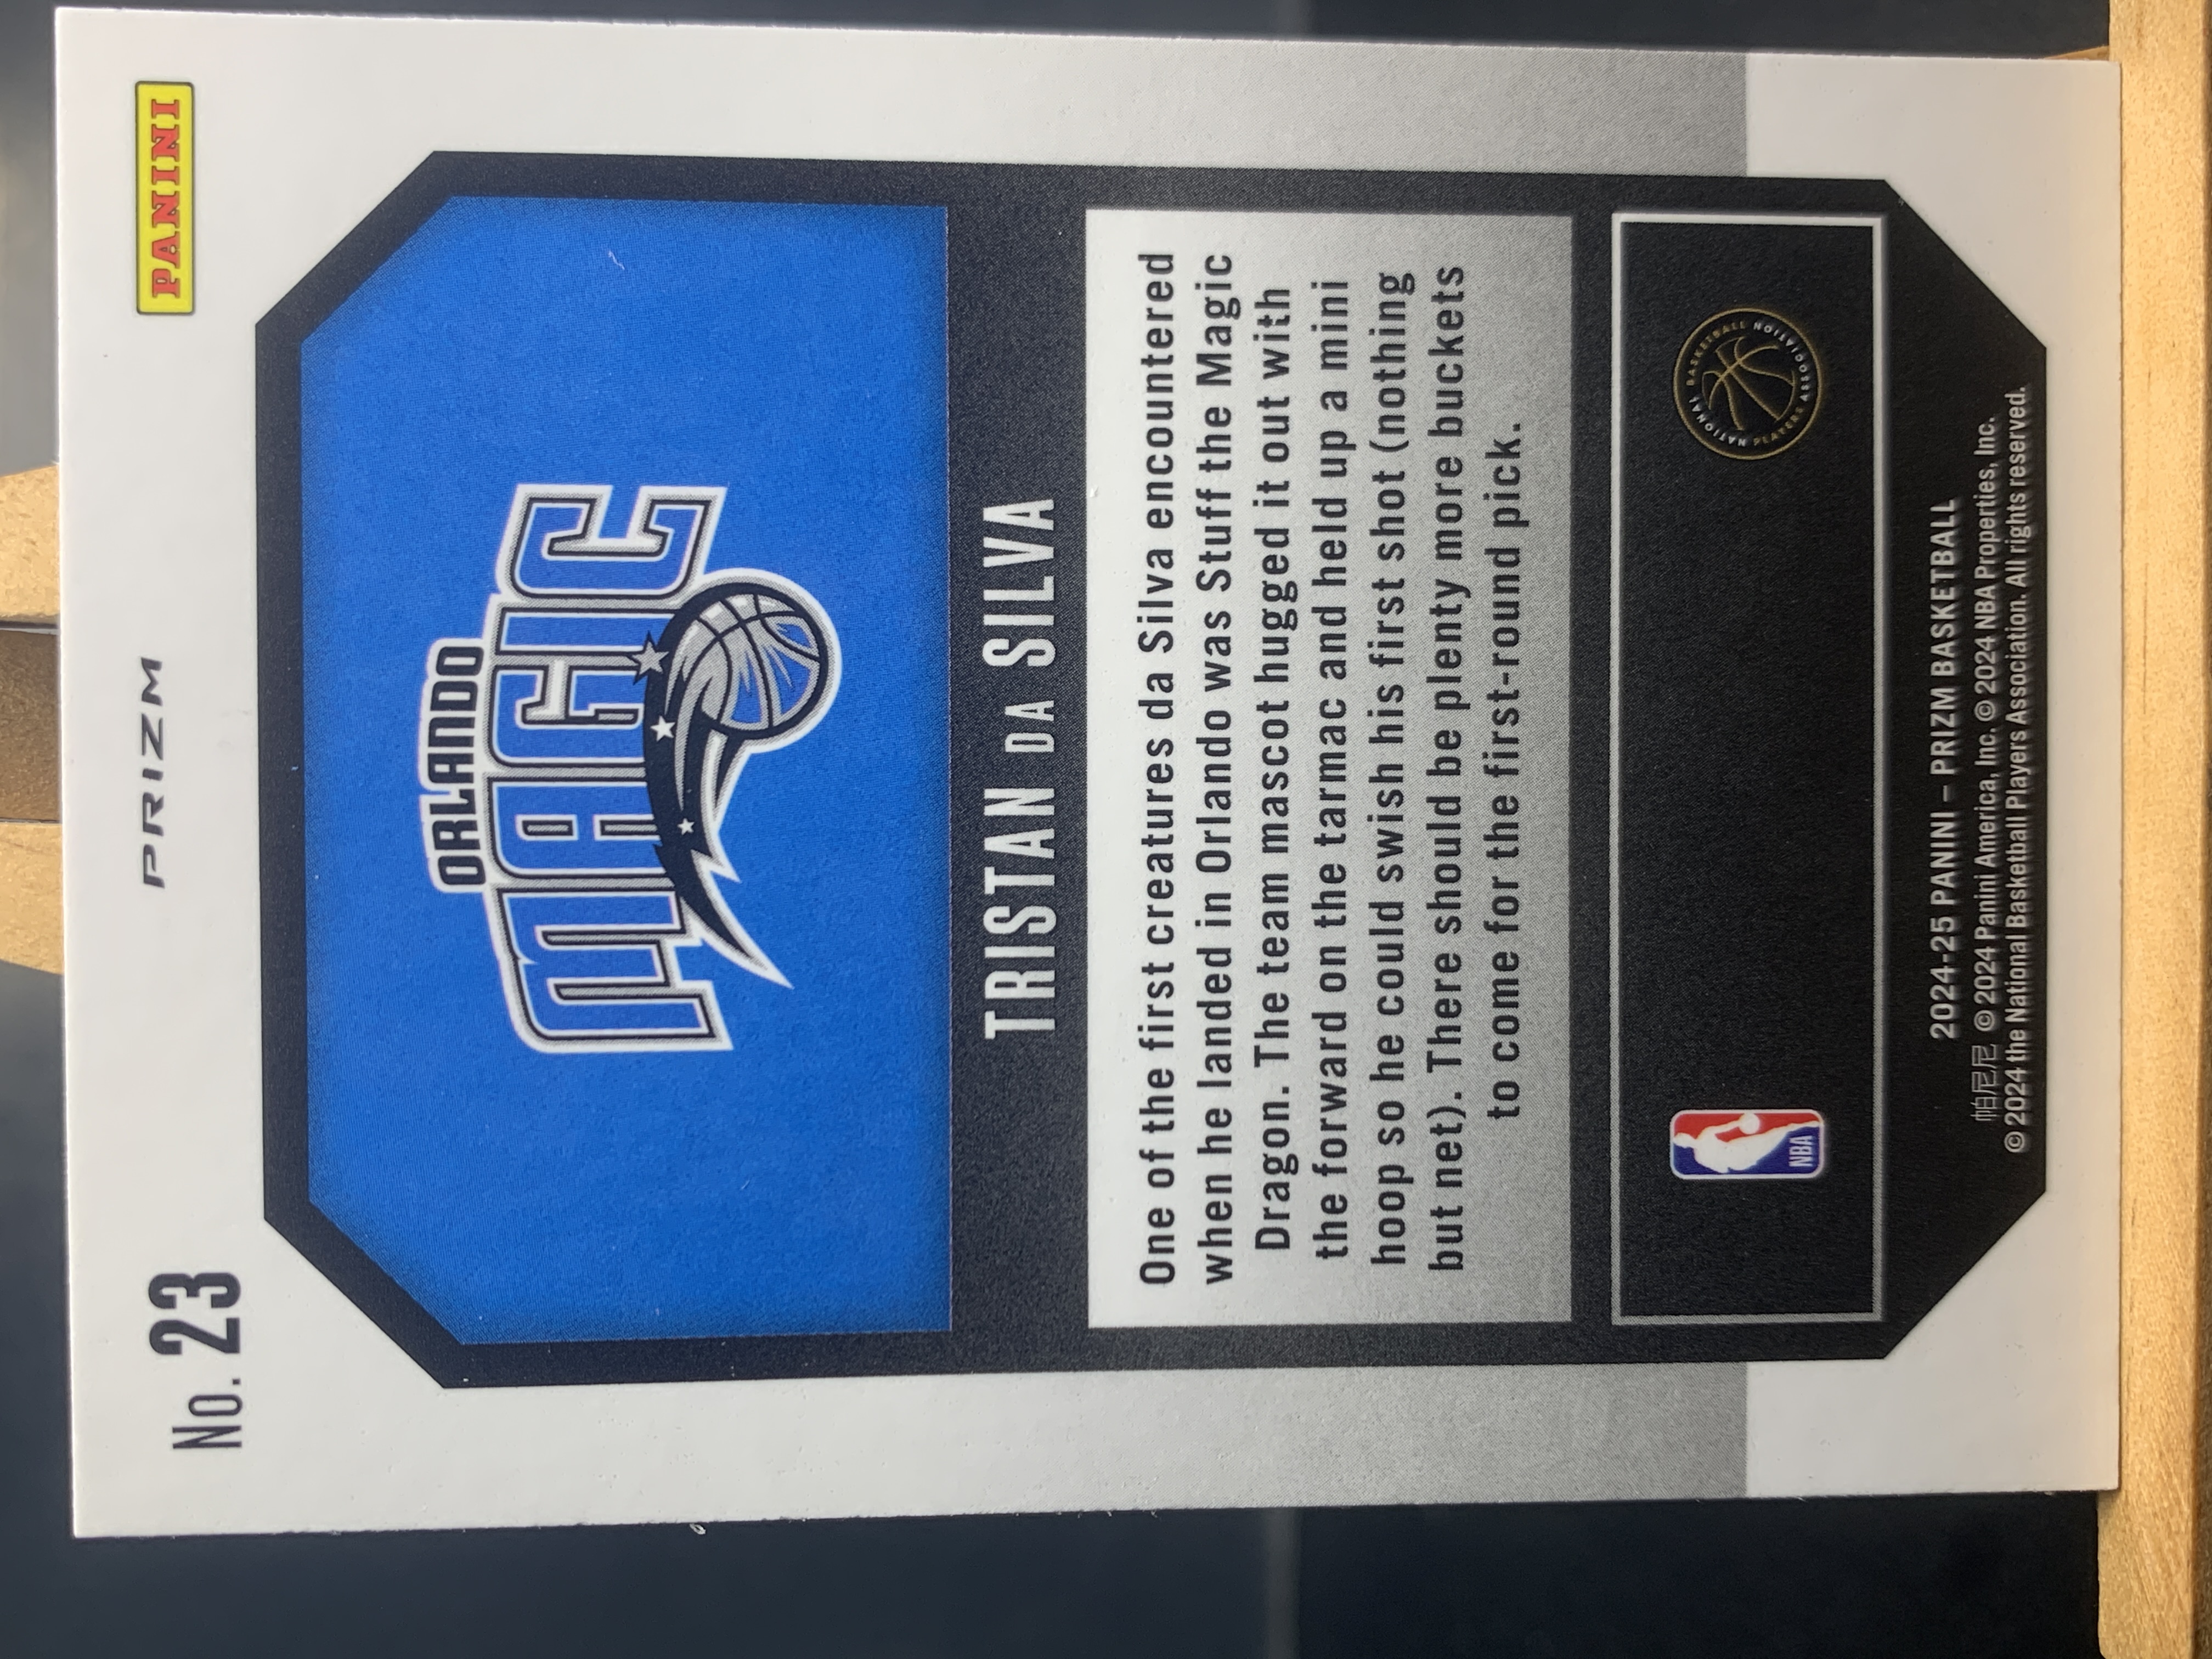 No. 23
PRIZM
PANINI
ORLANDO
MAGIC
TRISTAN DA SILVA
One of the first creatures da Silva encountered
when he landed in Orlando was Stuff the Magic
Dragon. The team mascot hugged it out with
the forward on the tarmac and held up a mini
hoop so he could swish his first shot (nothing
but net). There should be plenty more buckets
to come for the first-round pick.
NBA
NATIONAL BASKETBALL PLAYERS ASSOCIATION
2024-25 PANINI – PRIZM BASKETBALL
帕尼尼 © 2024 Panini America, Inc. © 2024 NBA Properties, Inc.
© 2024 the National Basketball Players Association. All rights reserved.